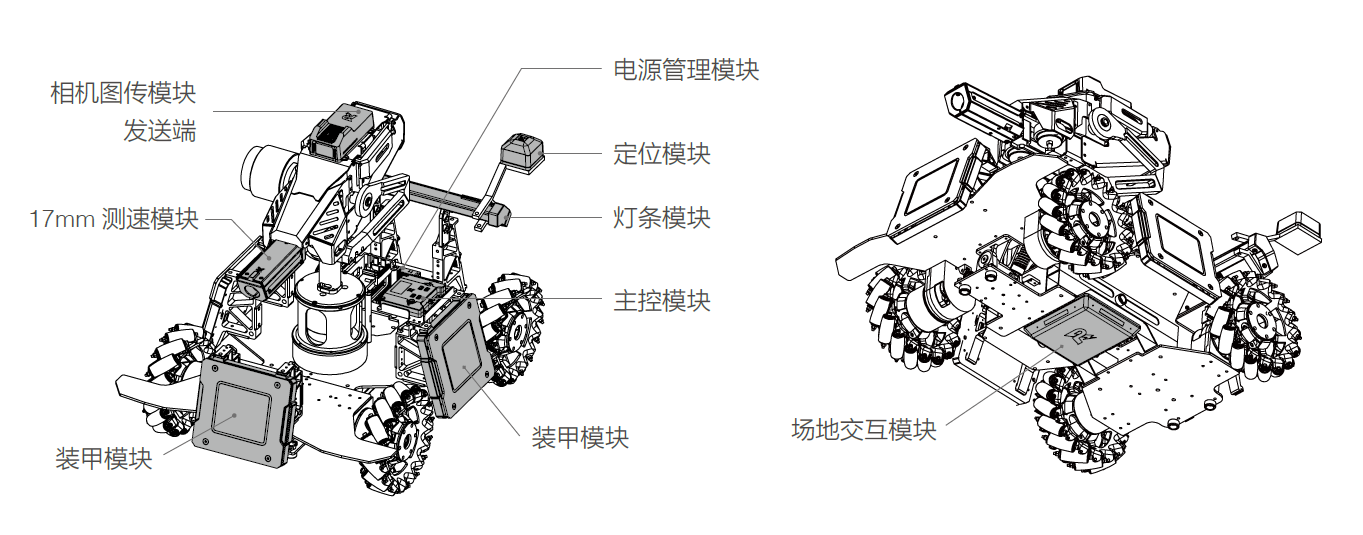 相机图传模块
发送端
17mm 测速模块
装甲模块
电源管理模块
定位模块
灯条模块
主控模块
装甲模块
场地交互模块